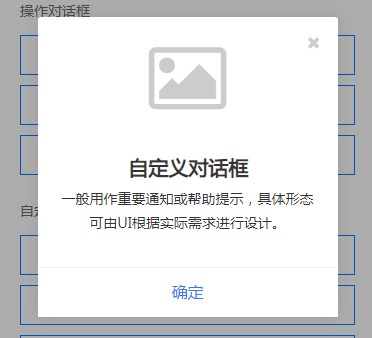 操作对话框
自定义对话框
一般用作重要通知或帮助提示，具体形态
可由UI根据实际需求进行设计。
自
确定